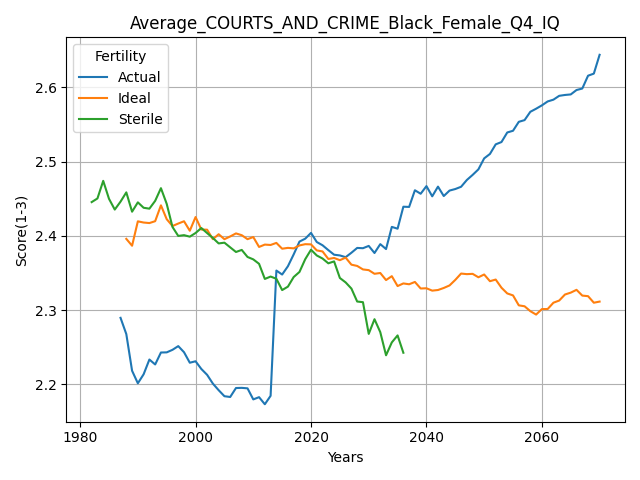 Average_COURTS_AND_CRIME_Black_Female_Q4_IQ
Fertility
Actual
Ideal
Sterile
Score(1-3)
2.6
2.5
2.4
2.3
2.2
1980 2000 2020 2040 2060
Years